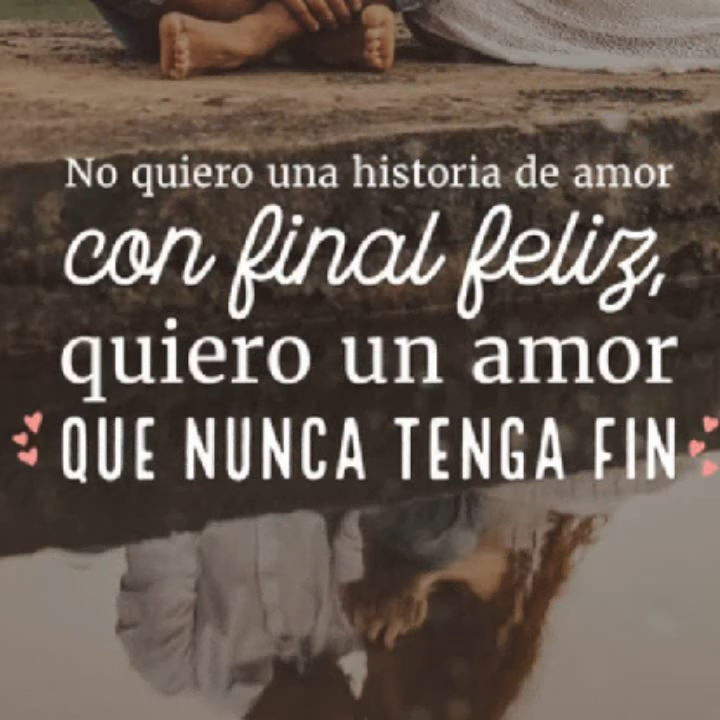 No quiero una historia de amor
con final feliz,
quiero un amor
QUE NUNCA TENGA FIN